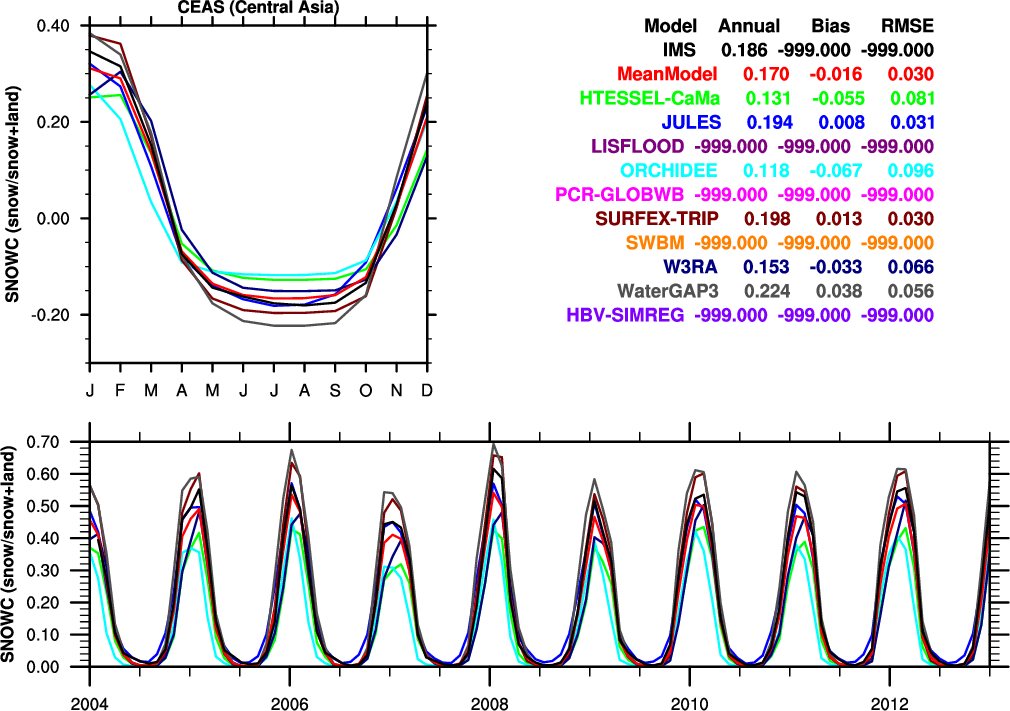 CEAS (Central Asia)
SNOWC (snow/snow+land)
0.40
0.20
0.00
-0.20
J F M A M J J A S O N D
Model Annual Bias RMSE
IMS 0.186 -999.000 -999.000
MeanModel 0.170 -0.016 0.030
HTESSEL-CaMa 0.131 -0.055 0.081
JULES 0.194 0.008 0.031
LISFLOOD -999.000 -999.000 -999.000
ORCHIDEE 0.118 -0.067 0.096
PCR-GLOBWB -999.000 -999.000 -999.000
SURFEX-TRIP 0.198 0.013 0.030
SWBM -999.000 -999.000 -999.000
W3RA 0.153 -0.033 0.066
WaterGAP3 0.224 0.038 0.056
HBV-SIMREG -999.000 -999.000 -999.000
SNOWC (snow/snow+land)
0.70
0.60
0.50
0.40
0.30
0.20
0.10
0.00
2004 2006 2008 2010 2012